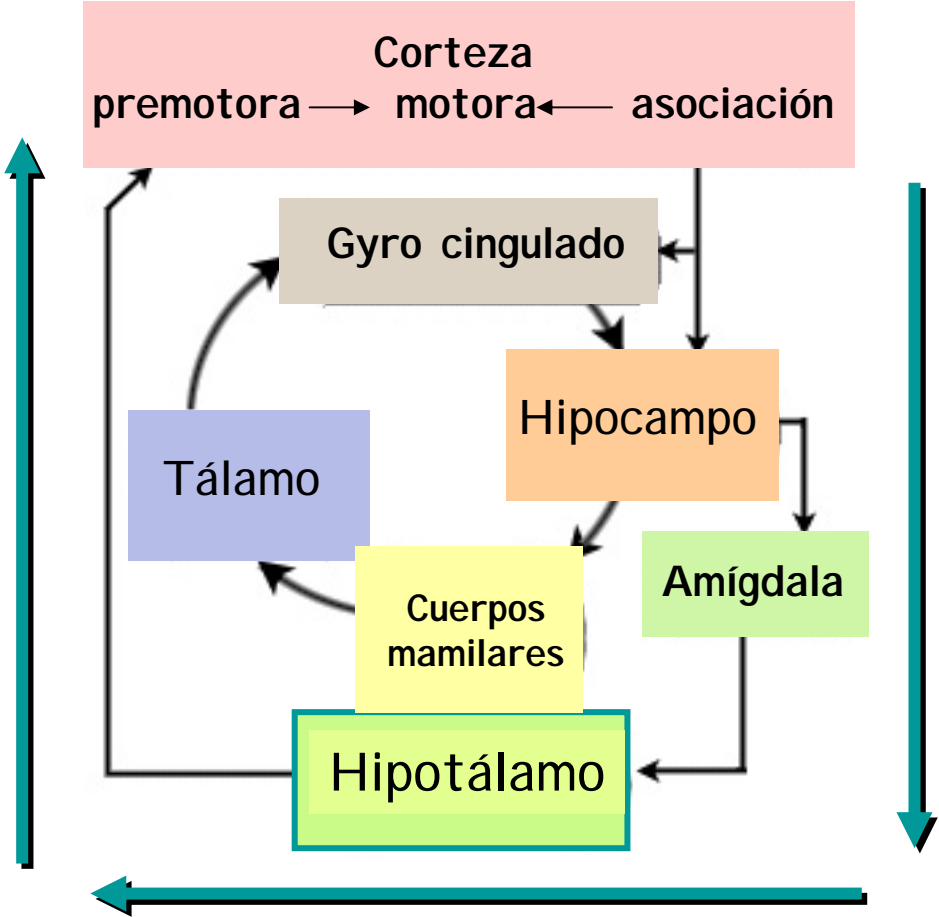 Corteza
premotora motora asociación
Gyro cingulado
Hipocampo
Tálamo
Amígdala
Cuerpos
mamilares
Hipotálamo